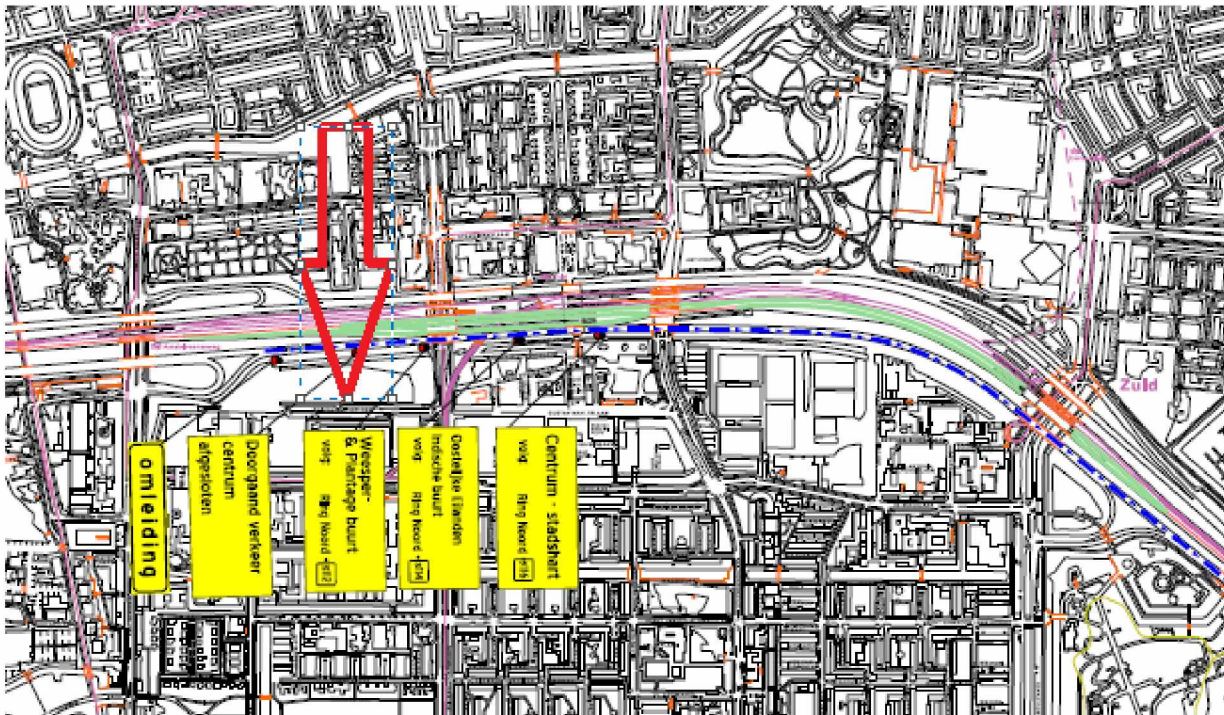 Zuid
Centrum - stadshart
volg: Ring Noord s116
Oostelijke Eilanden
Indische buurt
volg: Ring Noord s114
Weesper-
& Plantage buurt
volg: Ring Noord s112
Doorgaand verkeer
centrum
afgesloten
omleiding